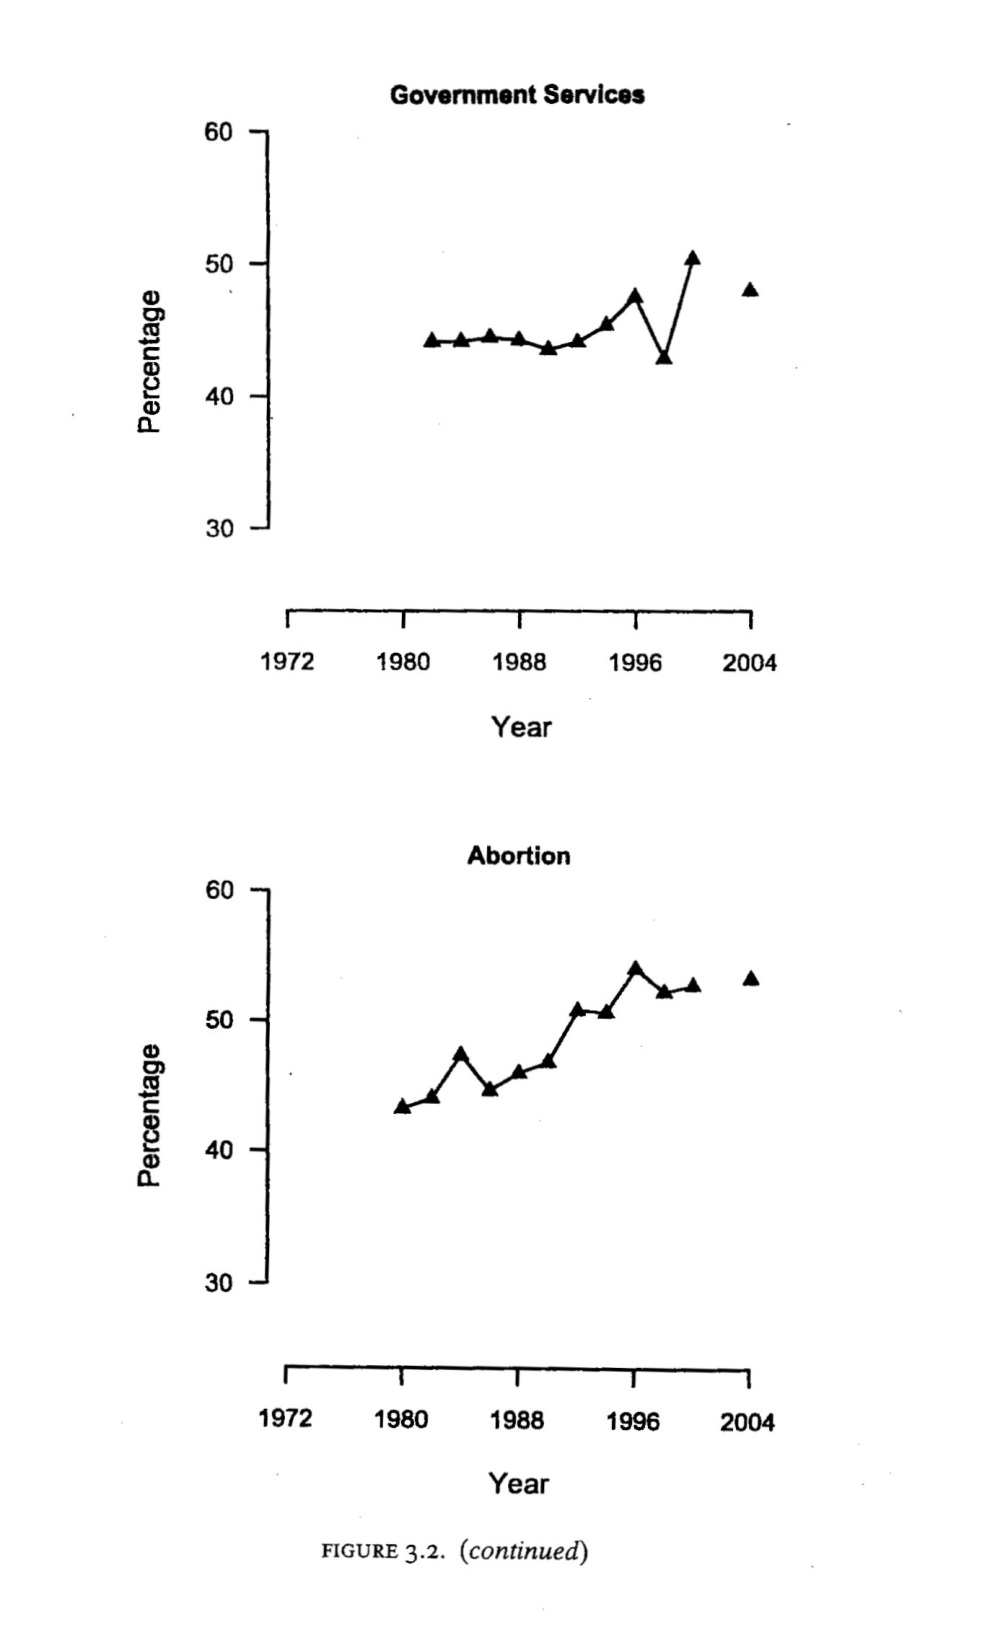 Government Services
60
50
40
30
Percentage
1972 1980 1988 1996 2004
Year
Abortion
60
50
40
30
Percentage
1972 1980 1988 1996 2004
Year
FIGURE 3.2. (continued)